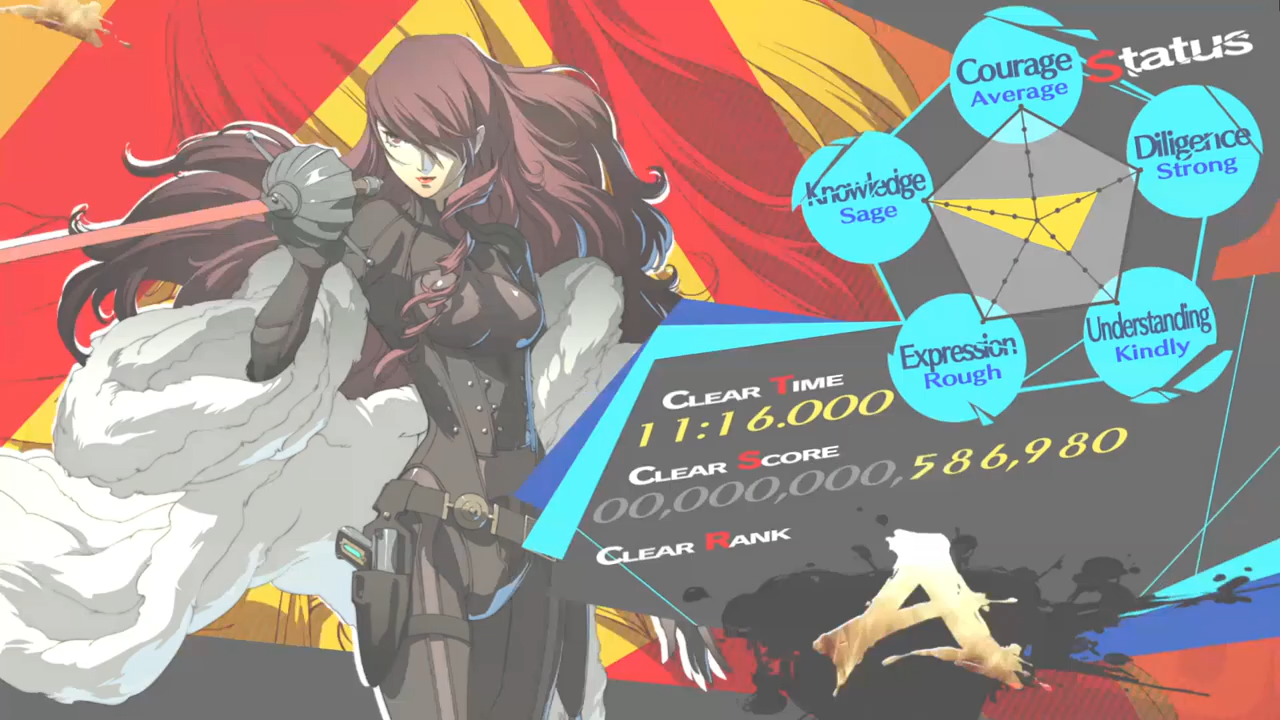 Status
Courage
Average
Diligence
Strong
Knowledge
Sage
Understanding
Kindly
Expression
Rough
CLEAR TIME
11:16.000
CLEAR SCORE
00,000,000,586,980
CLEAR RANK
A